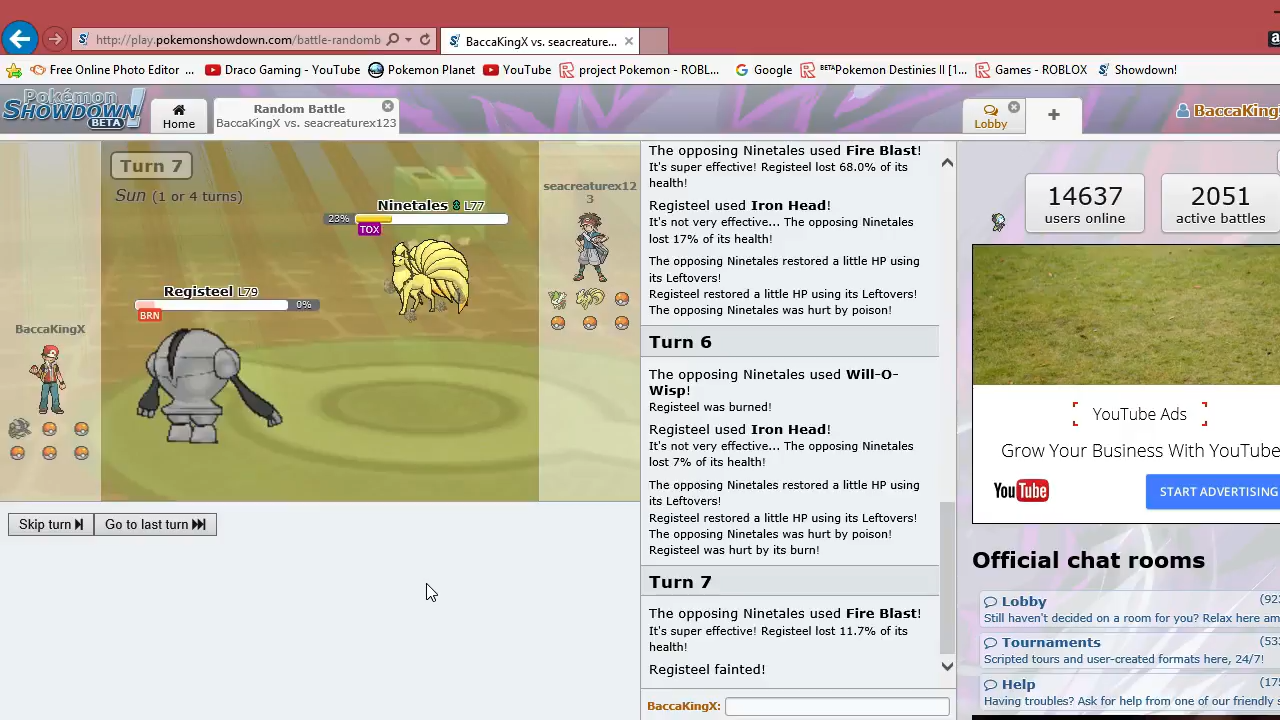 http://play.pokemonshowdown.com/battle-randomb
BaccaKingX vs. seacreature...
Free Online Photo Editor ...
Draco Gaming - YouTube
Pokemon Planet
YouTube
project Pokemon - ROBL...
Google
BETAPokemon Destinies II [1...
Games - ROBLOX
Showdown!
Pokémon
SHOWDOWN!
BETA
Home
Random Battle
BaccaKingX vs. seacreaturex123
Lobby
+
BaccaKing
Turn 7
Sun (1 or 4 turns)
seacreaturex12
3
Ninetales L77
23%
TOX
Registeel L79
0%
BRN
BaccaKingX
Skip turn
Go to last turn
The opposing Ninetales used Fire Blast!
It's super effective! Registeel lost 68.0% of its
health!
Registeel used Iron Head!
It's not very effective... The opposing Ninetales
lost 17% of its health!
The opposing Ninetales restored a little HP using
its Leftovers!
Registeel restored a little HP using its Leftovers!
The opposing Ninetales was hurt by poison!
Turn 6
The opposing Ninetales used Will-O-
Wisp!
Registeel was burned!
Registeel used Iron Head!
It's not very effective... The opposing Ninetales
lost 7% of its health!
The opposing Ninetales restored a little HP using
its Leftovers!
Registeel restored a little HP using its Leftovers!
The opposing Ninetales was hurt by poison!
Registeel was hurt by its burn!
Turn 7
The opposing Ninetales used Fire Blast!
It's super effective! Registeel lost 11.7% of its
health!
Registeel fainted!
BaccaKingX:
14637
users online
2051
active battles
YouTube Ads
Grow Your Business With YouTube
YouTube
START ADVERTISING
Official chat rooms
Lobby
(923
Still haven't decided on a room for you? Relax here am
Tournaments
(533
Scripted tours and user-created formats here, 24/7!
Help
(175
Having troubles? Ask for help from one of our friendly s